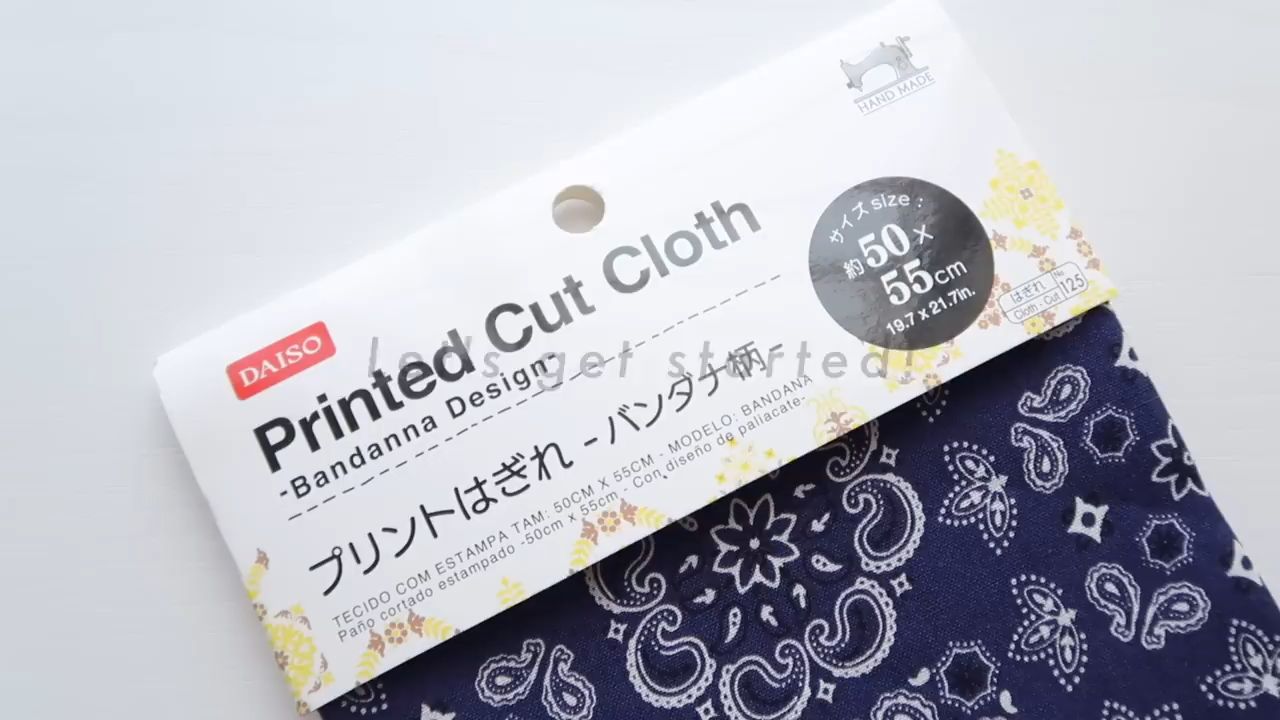 HAND MADE
サイズ size :
約50×
55cm
19.7 x 21.7in.
はぎれ No.
Cloth - Cut 125
DAISO
Printed Cut Cloth
-Bandanna Design-
Let's get started!
プリントはぎれ -バンダナ柄-
TECIDO COM ESTAMPA TAM: 50CM X 55CM - MODELO: BANDANA
Paño cortado estampado -50cm x 55cm - Con diseño de paliacate-